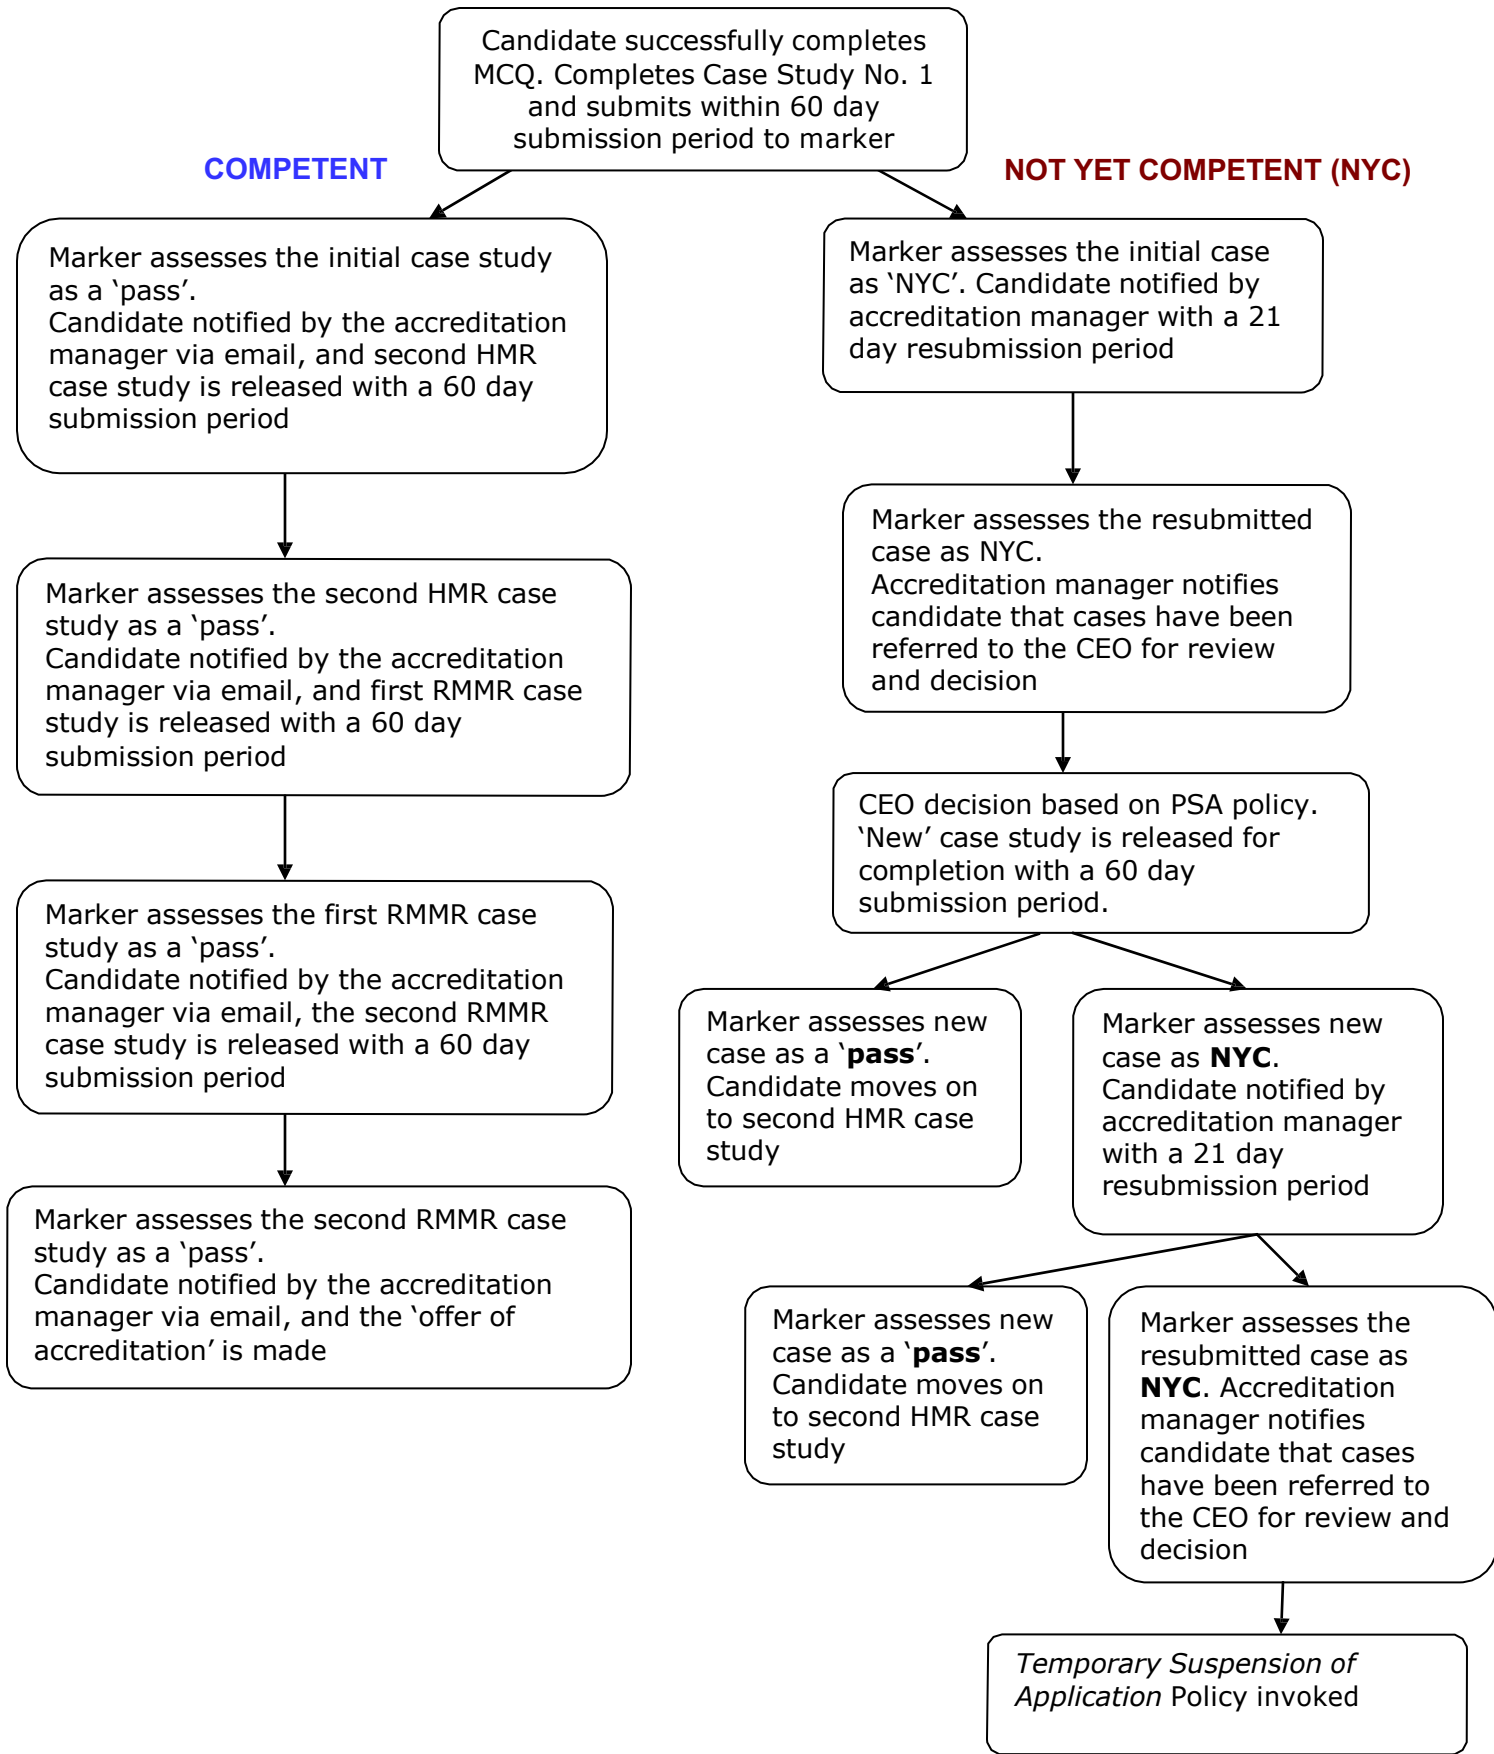 Candidate successfully completes
MCQ. Completes Case Study No. 1
and submits within 60 day
submission period to marker
COMPETENT
NOT YET COMPETENT (NYC)
Marker assesses the initial case study
as a ‘pass’.
Candidate notified by the accreditation
manager via email, and second HMR
case study is released with a 60 day
submission period
Marker assesses the second HMR case
study as a ‘pass’.
Candidate notified by the accreditation
manager via email, and first RMMR case
study is released with a 60 day
submission period
Marker assesses the first RMMR case
study as a ‘pass’.
Candidate notified by the accreditation
manager via email, the second RMMR
case study is released with a 60 day
submission period
Marker assesses the second RMMR case
study as a ‘pass’.
Candidate notified by the accreditation
manager via email, and the ‘offer of
accreditation’ is made
Marker assesses the initial case
as ‘NYC’. Candidate notified by
accreditation manager with a 21
day resubmission period
Marker assesses the resubmitted
case as NYC.
Accreditation manager notifies
candidate that cases have been
referred to the CEO for review
and decision
CEO decision based on PSA policy.
‘New’ case study is released for
completion with a 60 day
submission period.
Marker assesses new
case as a ‘pass’.
Candidate moves on
to second HMR case
study
Marker assesses new
case as NYC.
Candidate notified by
accreditation manager
with a 21 day
resubmission period
Marker assesses new
case as a ‘pass’.
Candidate moves on
to second HMR case
study
Marker assesses the
resubmitted case as
NYC. Accreditation
manager notifies
candidate that cases
have been referred to
the CEO for review and
decision
Temporary Suspension of
Application Policy invoked